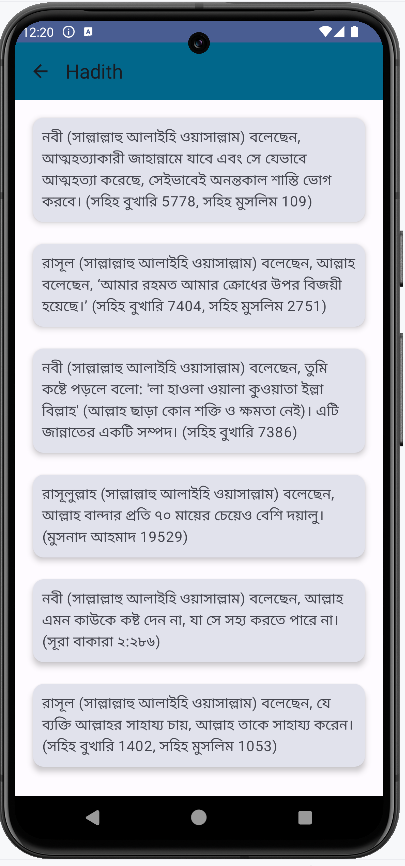 12:20
Hadith
নবী (সাল্লাল্লাহু আলাইহি ওয়াসাল্লাম) বলেছেন,
আত্মহত্যাকারী জাহান্নামে যাবে এবং সে যেভাবে
আত্মহত্যা করেছে, সেইভাবেই অনন্তকাল শাস্তি ভোগ
করবে। (সহিহ বুখারি 5778, সহিহ মুসলিম 109)
রাসূল (সাল্লাল্লাহু আলাইহি ওয়াসাল্লাম) বলেছেন, আল্লাহ
বলেছেন, ‘আমার রহমত আমার ক্রোধের উপর বিজয়ী
হয়েছে।’ (সহিহ বুখারি 7404, সহিহ মুসলিম 2751)
নবী (সাল্লাল্লাহু আলাইহি ওয়াসাল্লাম) বলেছেন, তুমি
কষ্টে পড়লে বলো: 'লা হাওলা ওয়ালা কুওয়াতা ইল্লা
বিল্লাহ' (আল্লাহ ছাড়া কোন শক্তি ও ক্ষমতা নেই)। এটি
জান্নাতের একটি সম্পদ। (সহিহ বুখারি 7386)
রাসূলুল্লাহ (সাল্লাল্লাহু আলাইহি ওয়াসাল্লাম) বলেছেন,
আল্লাহ বান্দার প্রতি ৭০ মায়ের চেয়েও বেশি দয়ালু।
(মুসনাদ আহমাদ 19529)
নবী (সাল্লাল্লাহু আলাইহি ওয়াসাল্লাম) বলেছেন, আল্লাহ
এমন কাউকে কষ্ট দেন না, যা সে সহ্য করতে পারে না।
(সূরা বাকারা ২:২৮৬)
রাসূল (সাল্লাল্লাহু আলাইহি ওয়াসাল্লাম) বলেছেন, যে
ব্যক্তি আল্লাহর সাহায্য চায়, আল্লাহ তাকে সাহায্য করেন।
(সহিহ বুখারি 1402, সহিহ মুসলিম 1053)